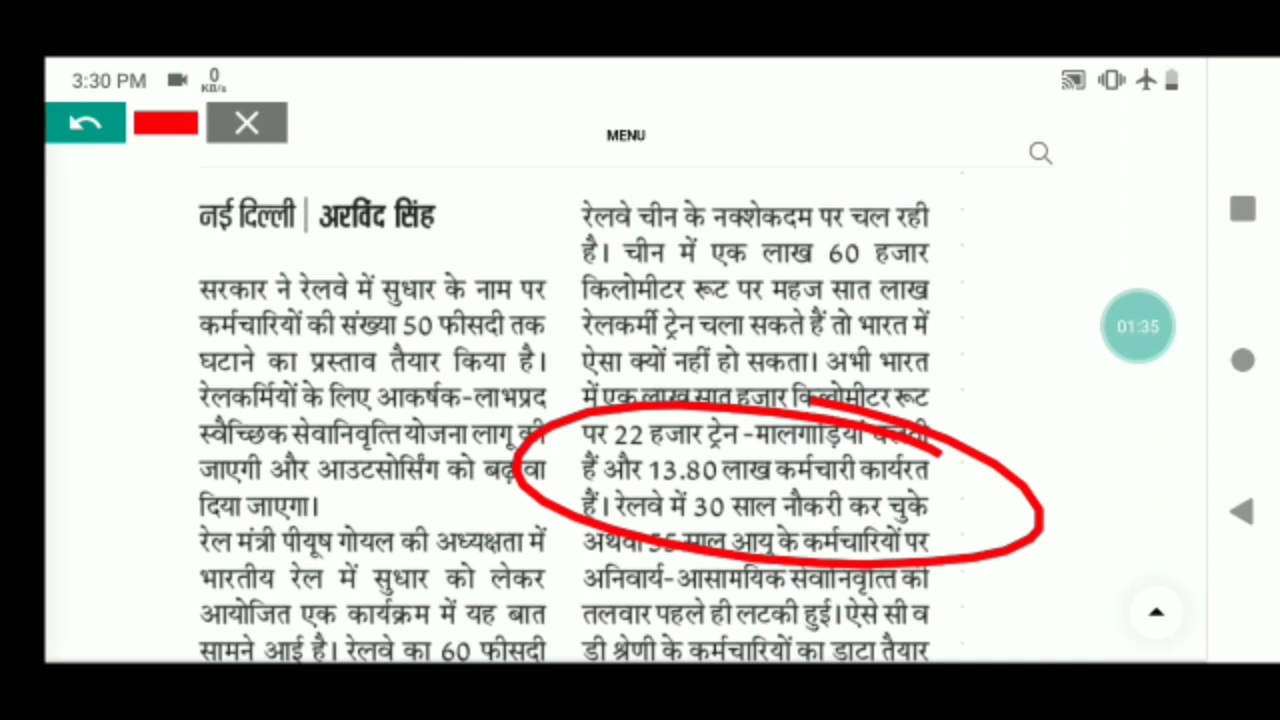 3:30 PM
0
KB/s
MENU
नई दिल्ली | अरविंद सिंह
सरकार ने रेलवे में सुधार के नाम पर
कर्मचारियों की संख्या 50 फीसदी तक
घटाने का प्रस्ताव तैयार किया है।
रेलकर्मियों के लिए आकर्षक-लाभप्रद
स्वैच्छिक सेवानिवृत्ति योजना लागू की
जाएगी और आउटसोर्सिंग को बढ़ावा
दिया जाएगा।
रेल मंत्री पीयूष गोयल की अध्यक्षता में
भारतीय रेल में सुधार को लेकर
आयोजित एक कार्यक्रम में यह बात
सामने आई है। रेलवे का 60 फीसदी
रेलवे चीन के नक्शेकदम पर चल रही
है। चीन में एक लाख 60 हजार
किलोमीटर रूट पर महज सात लाख
रेलकर्मी ट्रेन चला सकते हैं तो भारत में
ऐसा क्यों नहीं हो सकता। अभी भारत
में एक लाख सात हजार किलोमीटर रूट
पर 22 हजार ट्रेन -मालगाड़ियां चलती
हैं और 13.80 लाख कर्मचारी कार्यरत
हैं। रेलवे में 30 साल नौकरी कर चुके
अथवा 55 साल आयु के कर्मचारियों पर
अनिवार्य-आसामयिक सेवानिवृत्ति की
तलवार पहले ही लटकी हुई। ऐसे सी व
डी श्रेणी के कर्मचारियों का डाटा तैयार
01:35